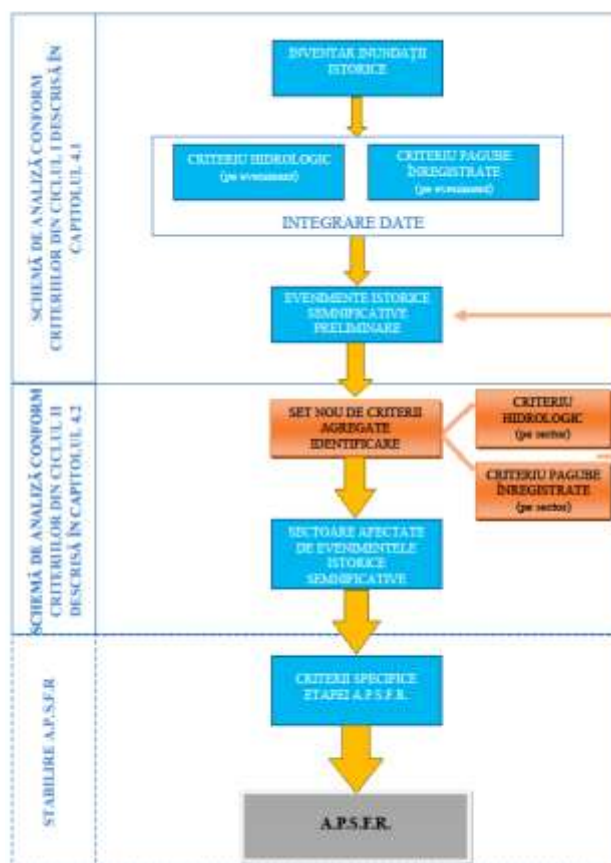 SCHEMĂ DE ANALIZĂ CONFORM
CRITERIILOR DIN CICLUL I DESCRISĂ ÎN
CAPITOLUL 4.1
INVENTAR INUNDAȚII
ISTORICE
CRITERIU HIDROLOGIC
(pe eveniment)
CRITERIU PAGUBE
ÎNREGISTRATE
(pe eveniment)
INTEGRARE DATE
EVENIMENTE ISTORICE
SEMNIFICATIVE
PRELIMINARE
SCHEMĂ DE ANALIZĂ CONFORM
CRITERIILOR DIN CICLUL II
DESCRISĂ ÎN CAPITOLUL 4.2
SET NOU DE CRITERII
AGREGATE
IDENTIFICARE
CRITERIU
HIDROLOGIC
(pe sector)
CRITERIU PAGUBE
ÎNREGISTRATE
(pe sector)
SECTOARE AFECTATE
DE EVENIMENTELE
ISTORICE
SEMNIFICATIVE
STABILIRE A.P.S.F.R
CRITERII SPECIFICE
ETAPEI A.P.S.F.R.
A.P.S.F.R.